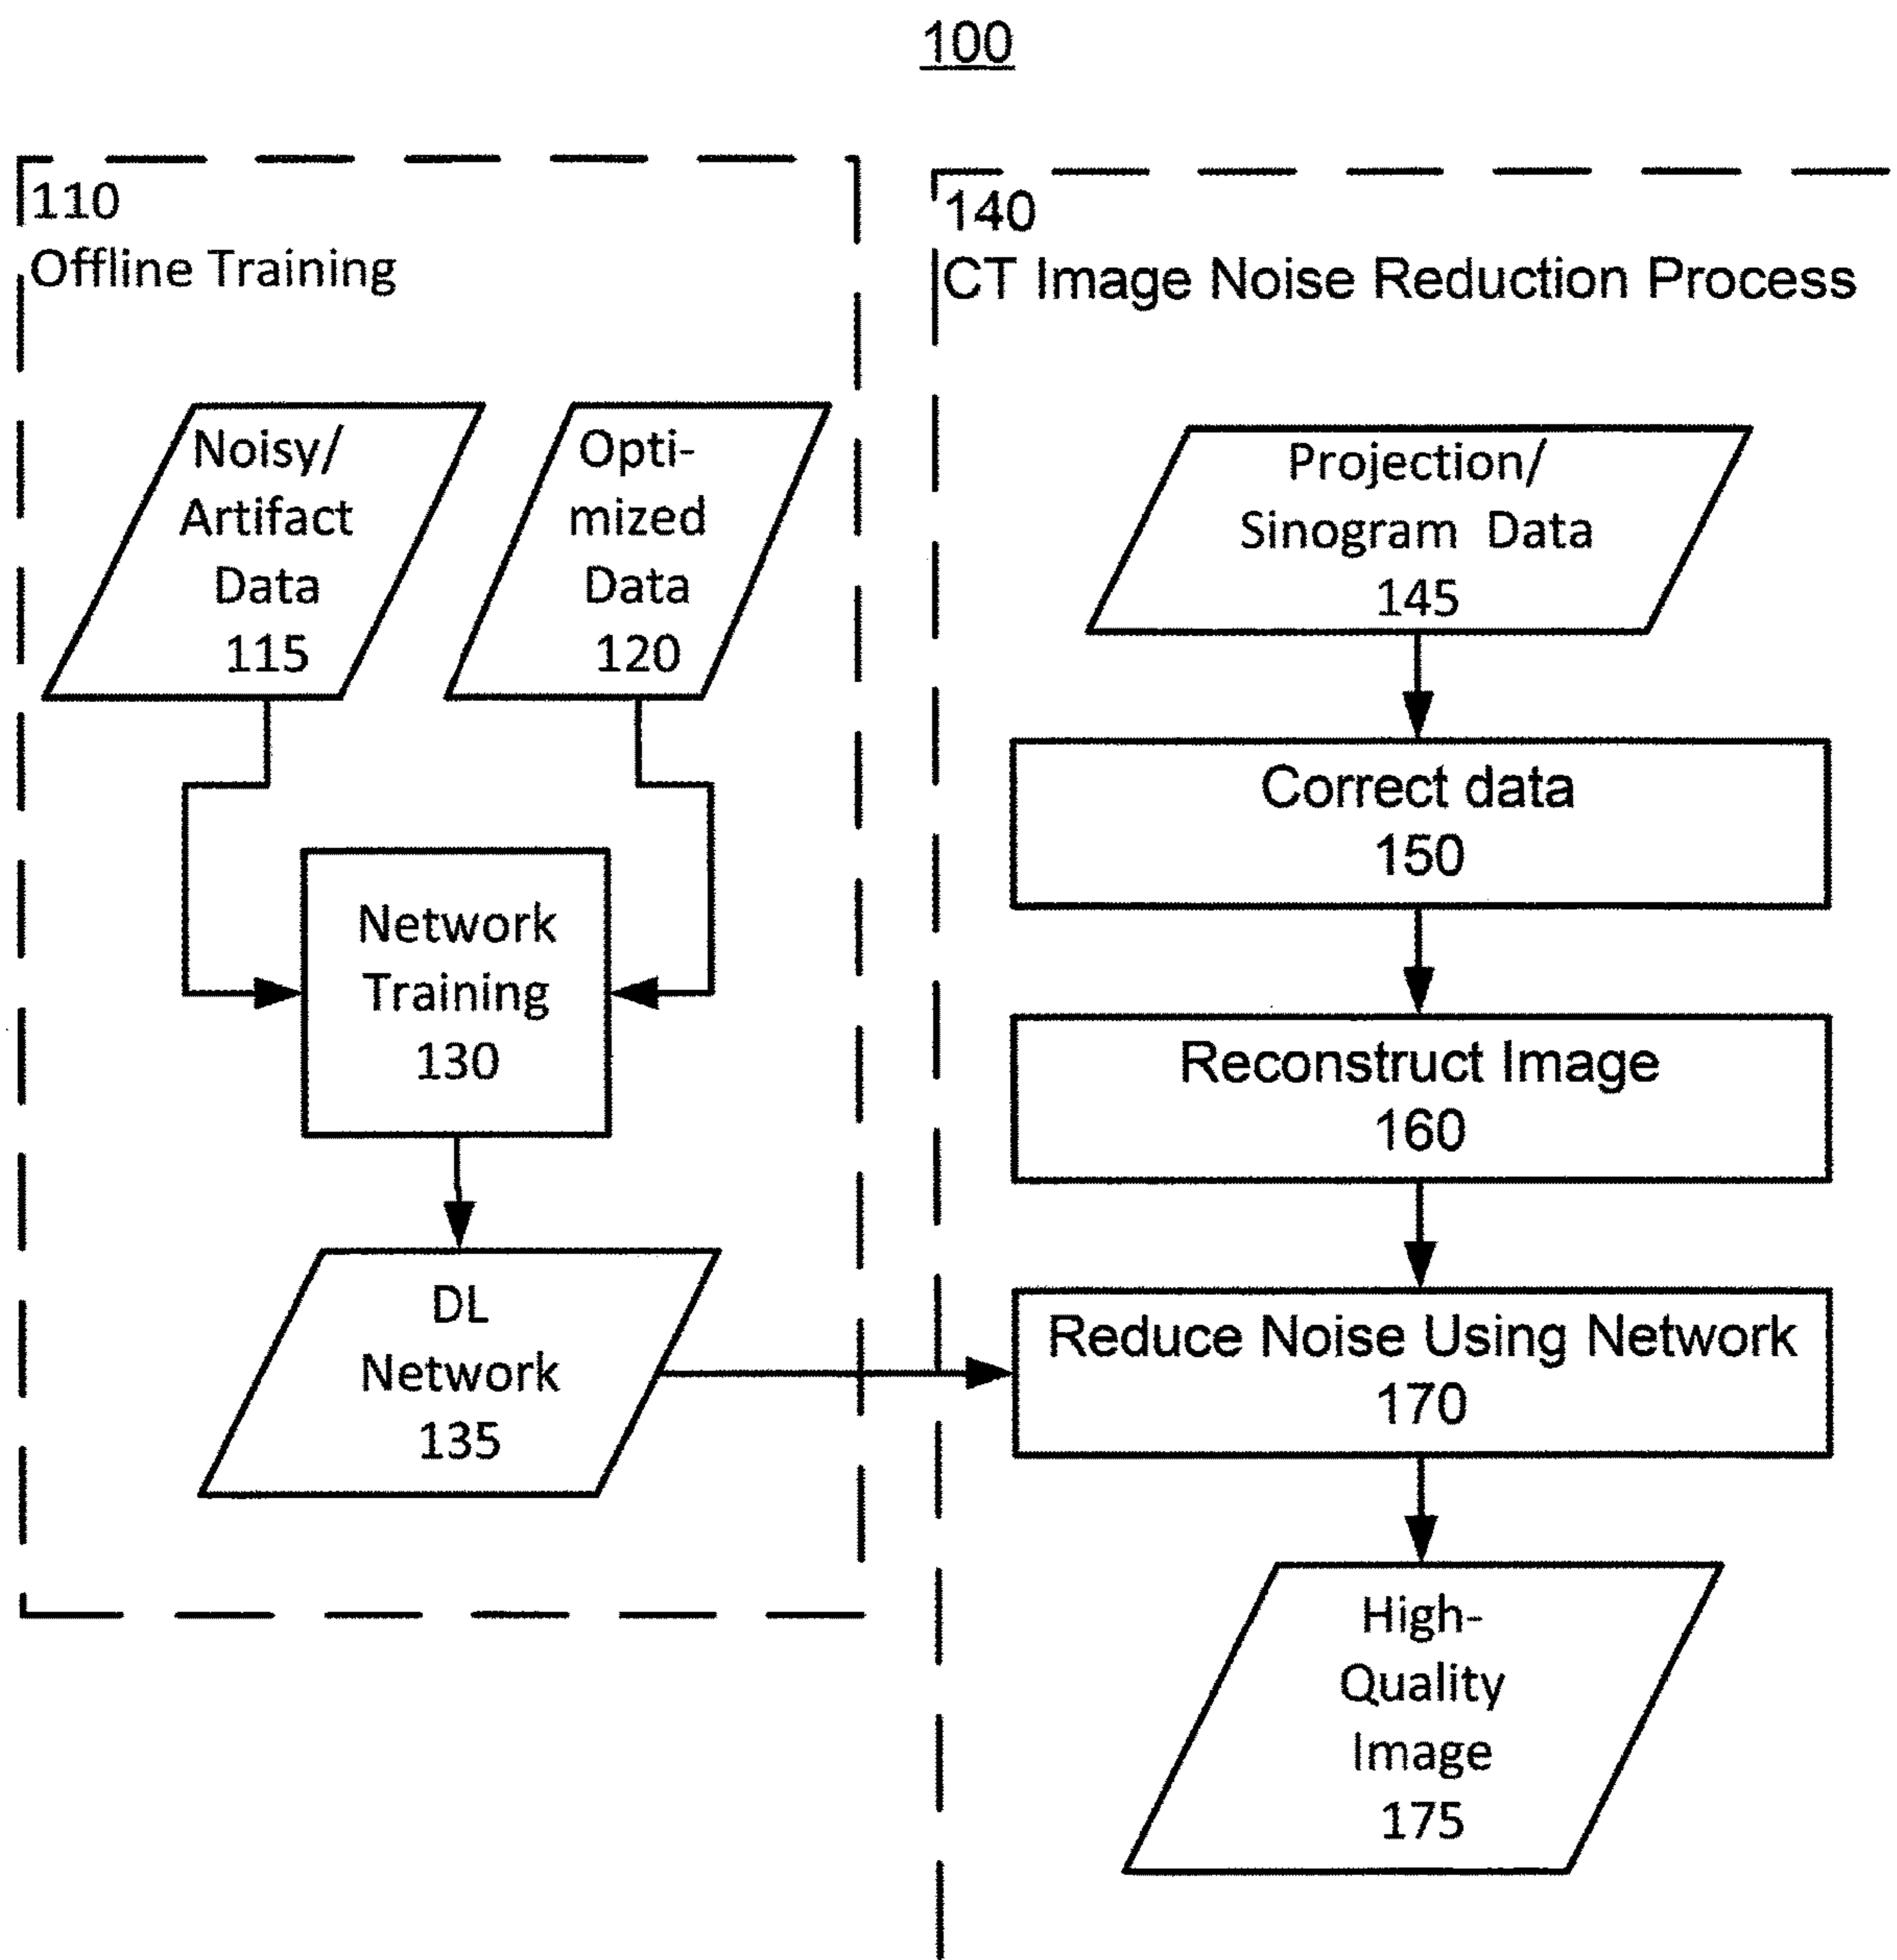 100
110
Offline Training
Noisy/
Artifact
Data
115
Opti-
mized
Data
120
Network
Training
130
DL
Network
135
140
CT Image Noise Reduction Process
Projection/
Sinogram Data
145
Correct data
150
Reconstruct Image
160
Reduce Noise Using Network
170
High-
Quality
Image
175